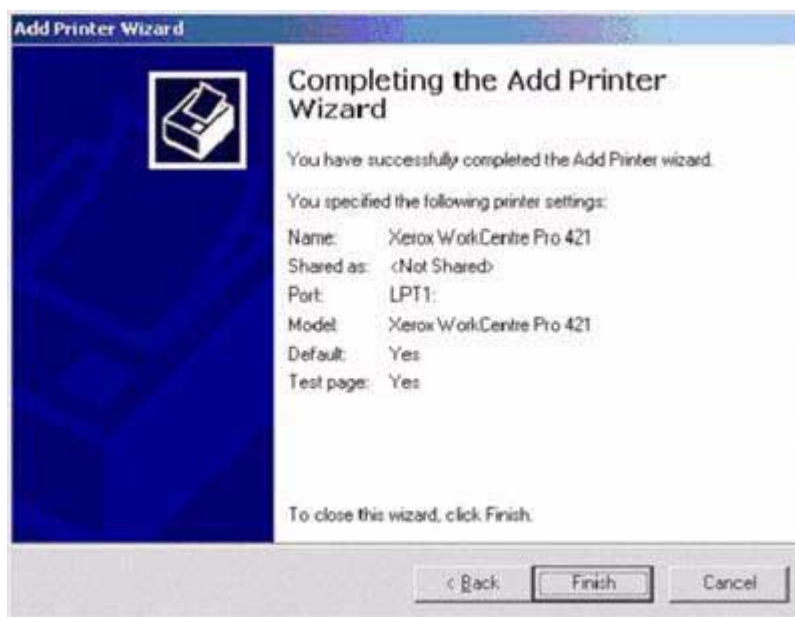 Add Printer Wizard
Completing the Add Printer
Wizard
You have successfully completed the Add Printer wizard.
You specified the following printer settings:
Name: Xerox WorkCentre Pro 421
Shared as: <Not Shared>
Port: LPT1:
Model: Xerox WorkCentre Pro 421
Default: Yes
Test page: Yes
To close this wizard, click Finish.
< Back Finish Cancel